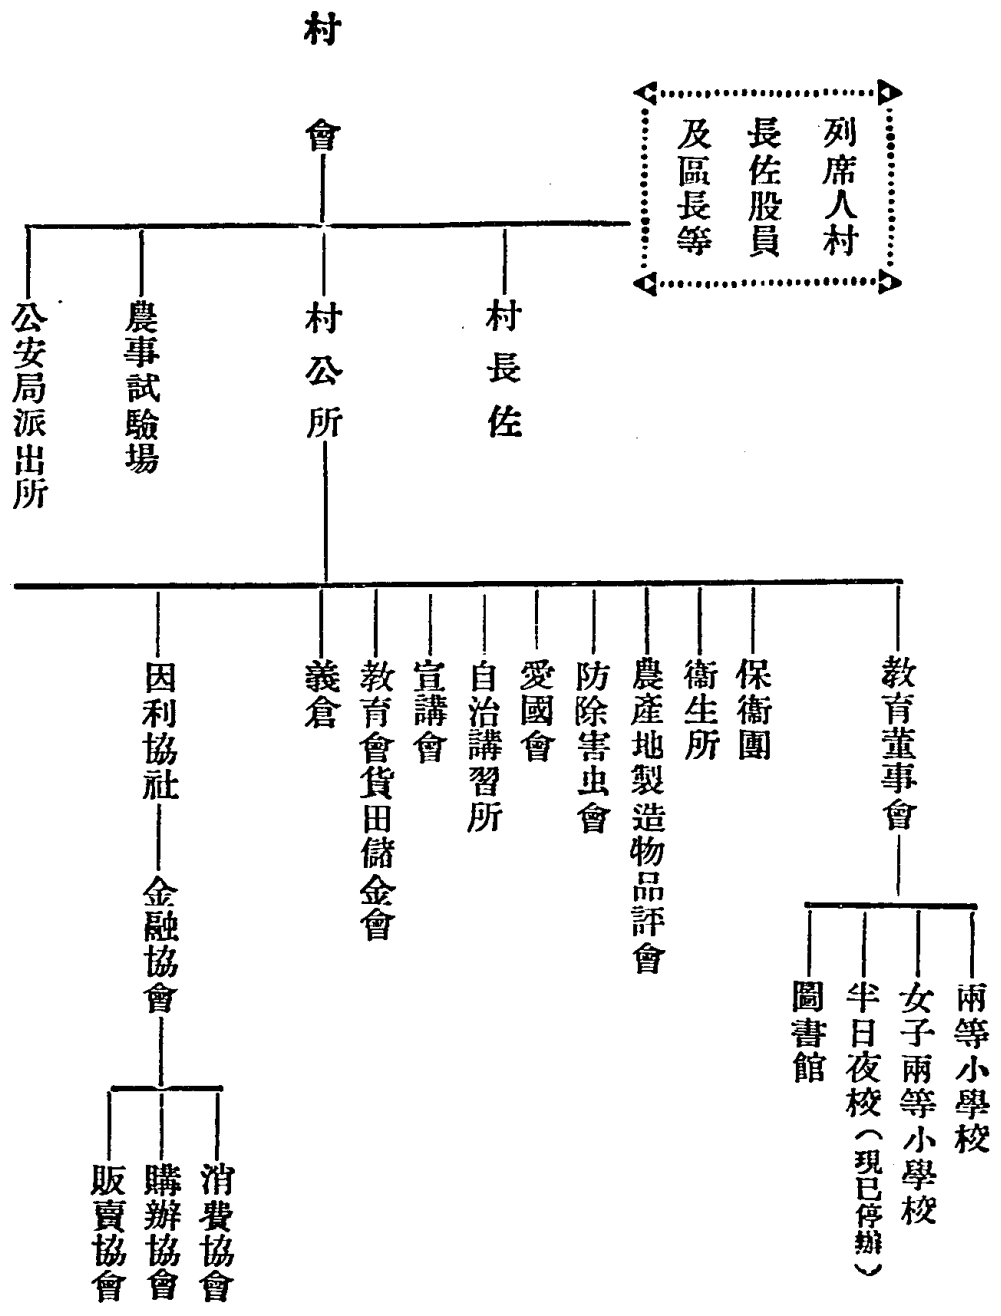 村會
列席人村
長佐股員
及區長等
村長佐
村公所
農事試驗場
公安局派出所
教育董事會
保衞團
衞生所
農產地製造物品評會
防除害虫會
愛國會
自治講習所
宣講會
教育會貨田儲金會
義倉
因利協社
金融協會
兩等小學校
女子兩等小學校
半日夜校(現已停辦)
圖書館
消費協會
購辦協會
販賣協會